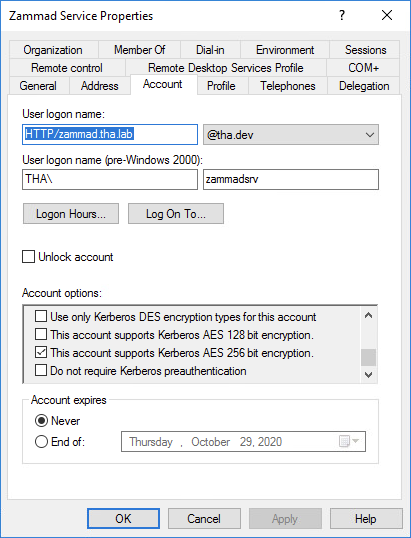 Zammad Service Properties ? ×
Organization Member Of Dial-in Environment Sessions
Remote control Remote Desktop Services Profile COM+
General Address Account Profile Telephones Delegation
User logon name:
HTTP/zammad.tha.lab @tha.dev
User logon name (pre-Windows 2000):
THA\ zammadsrv
Logon Hours... Log On To...
Unlock account
Account options:
Use only Kerberos DES encryption types for this account
This account supports Kerberos AES 128 bit encryption.
This account supports Kerberos AES 256 bit encryption.
Do not require Kerberos preauthentication
Account expires
Never
End of: Thursday , October 29, 2020
OK Cancel Apply Help